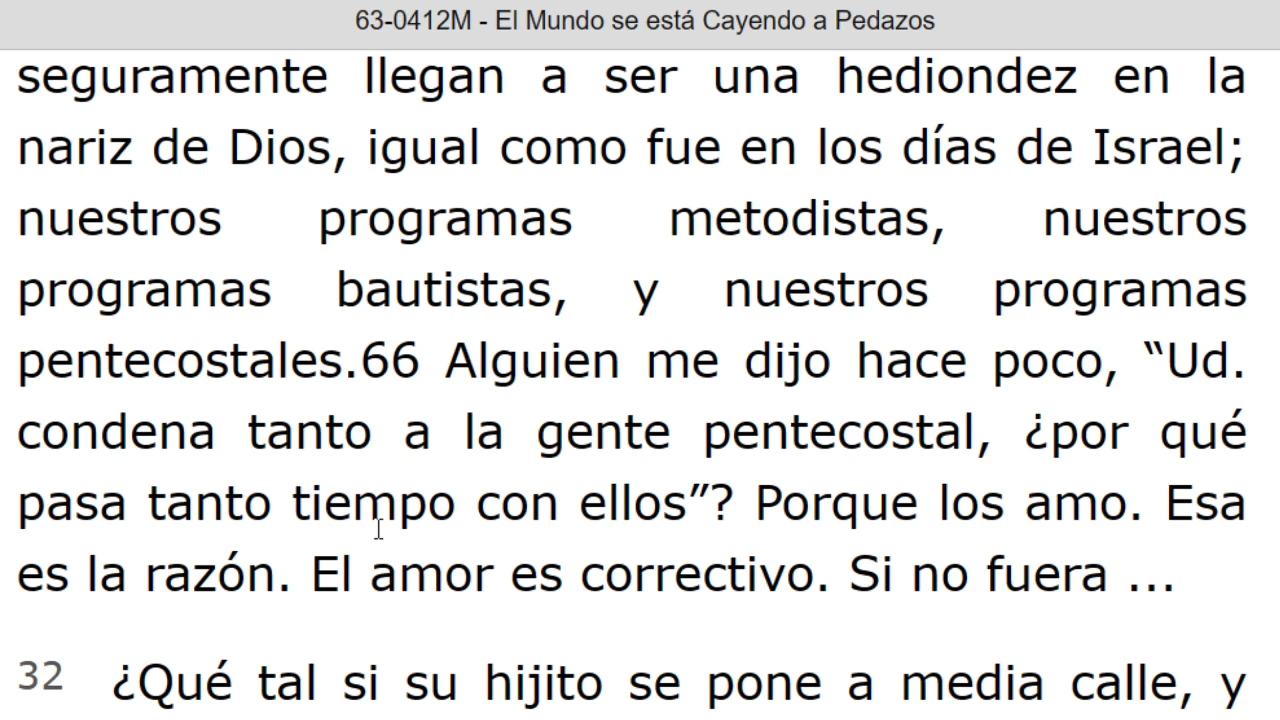 63-0412M - El Mundo se está Cayendo a Pedazos
seguramente llegan a ser una hediondez en la
nariz de Dios, igual como fue en los días de Israel;
nuestros programas metodistas, nuestros
programas bautistas, y nuestros programas
pentecostales.66 Alguien me dijo hace poco, “Ud.
condena tanto a la gente pentecostal, ¿por qué
pasa tanto tiempo con ellos”? Porque los amo. Esa
es la razón. El amor es correctivo. Si no fuera ...
32 ¿Qué tal si su hijito se pone a media calle, y